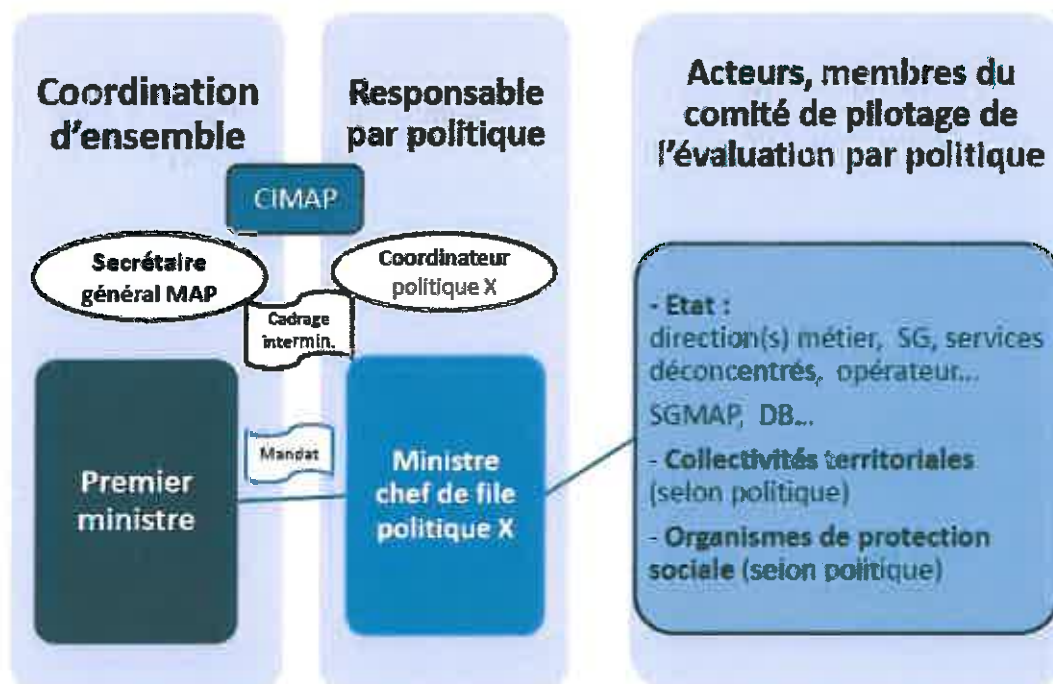 Coordination
d'ensemble
Responsable
par politique
Acteurs, membres du
comité de pilotage de
l'évaluation par politique
CIMAP
Secrétaire
général MAP
Coordinateur
politique X
Cadrage
intermin.
Mandat
Premier
ministre
Ministre
chef de file
politique X
- Etat :
direction(s) métier, SG, services
déconcentrés, opérateur...
SGMAP, DB...
- Collectivités territoriales
(selon politique)
- Organismes de protection
sociale (selon politique)